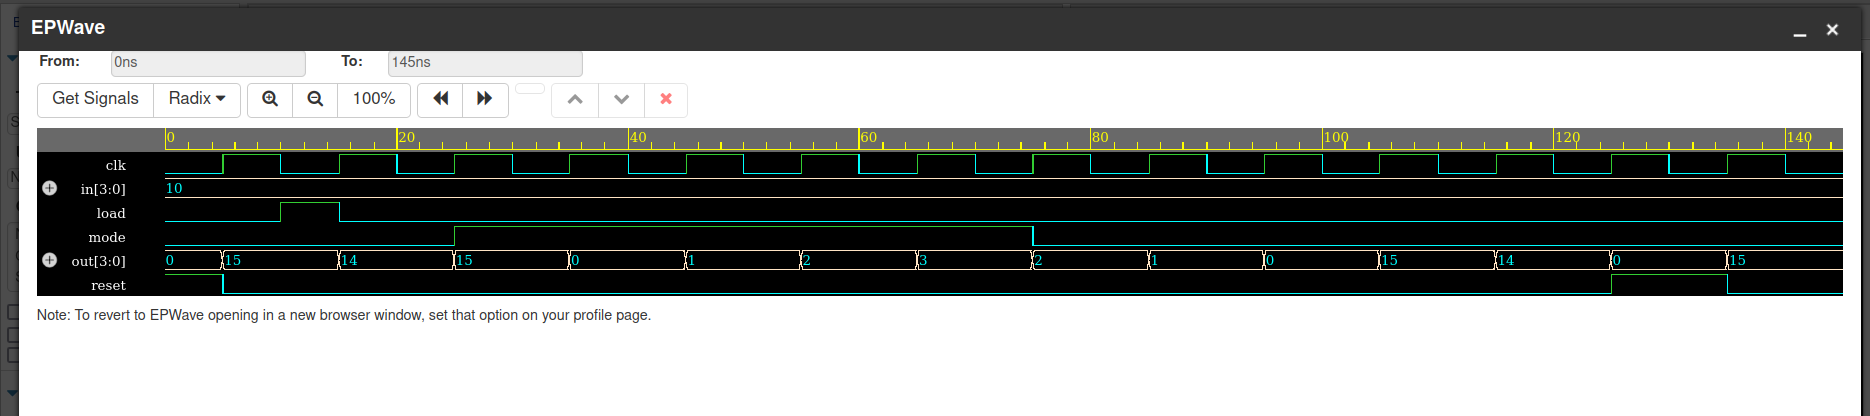 EPWave
From: 0ns To: 145ns
Get Signals Radix 100%
0 20 40 60 80 100 120 140
clk
in[3:0] 10
load
mode
out[3:0] 0 15 14 15 0 1 2 3 2 1 0 15 14 0 15
reset
Note: To revert to EPWave opening in a new browser window, set that option on your profile page.